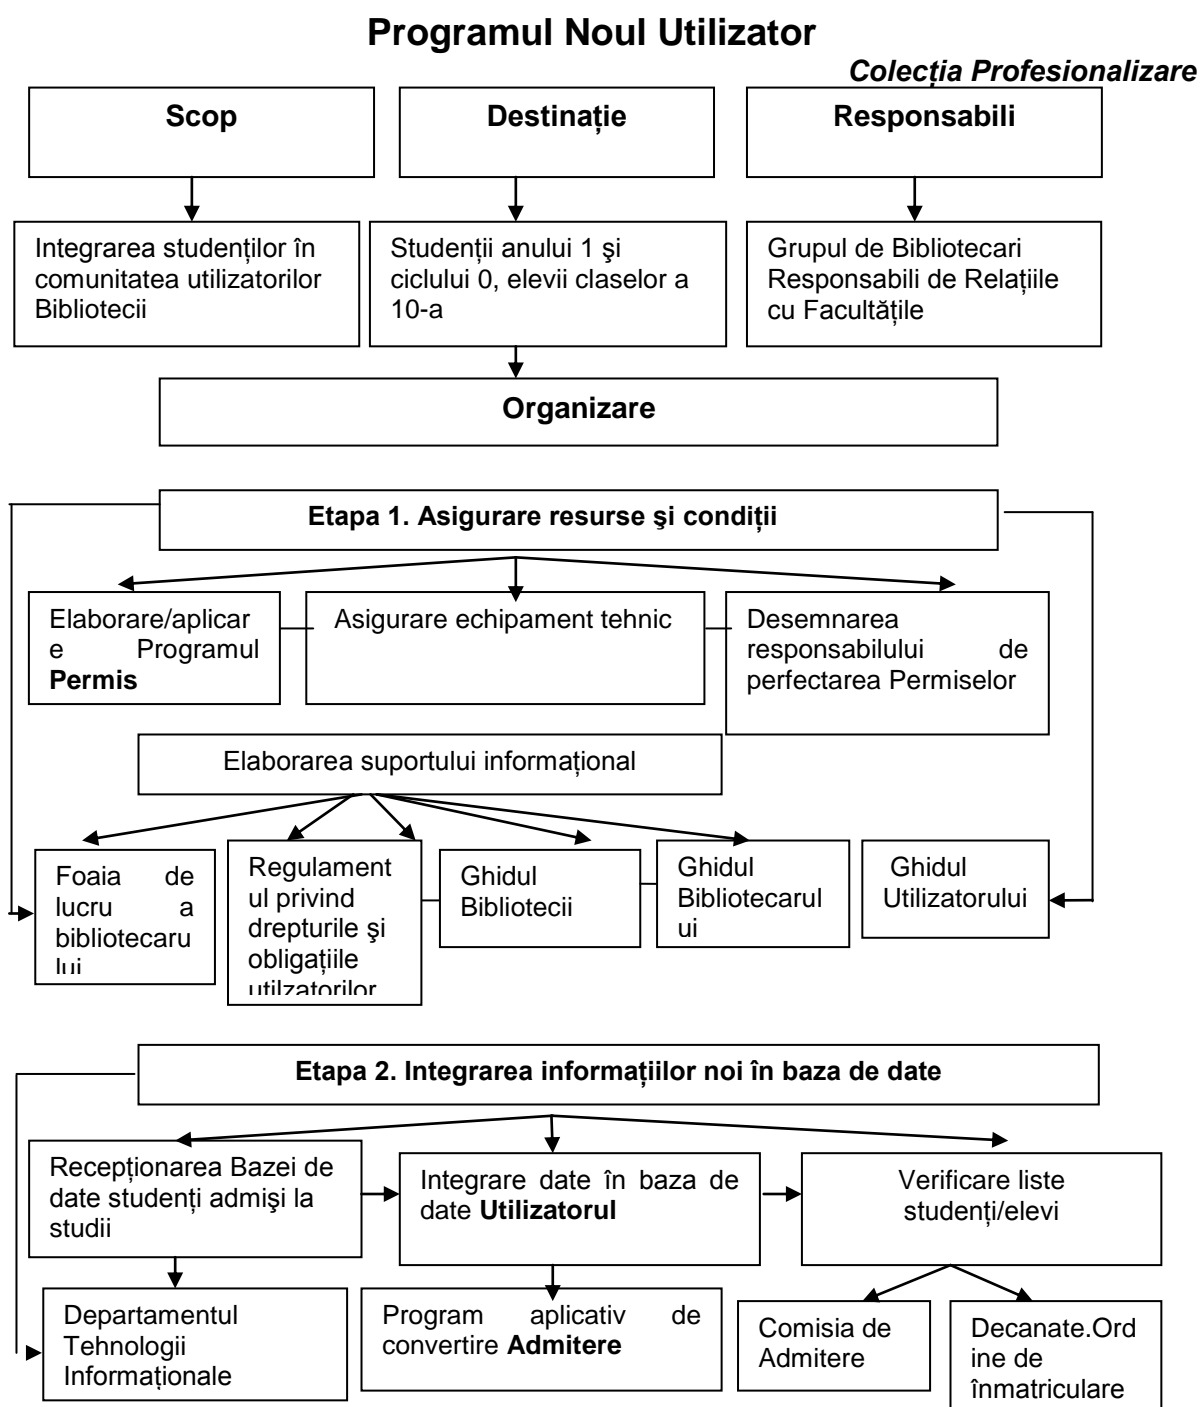 Programul Noul Utilizator
Colecția Profesionalizare
Scop
Destinație
Responsabili
Integrarea studenților în
comunitatea utilizatorilor
Bibliotecii
Studenții anului 1 şi
ciclului 0, elevii claselor a
10-a
Grupul de Bibliotecari
Responsabili de Relațiile
cu Facultățile
Organizare
Etapa 1. Asigurare resurse şi condiții
Elaborare/aplicar
e Programul
Permis
Asigurare echipament tehnic
Desemnarea
responsabilului de
perfectarea Permiselor
Elaborarea suportului informațional
Foaia de
lucru a
bibliotecaru
lui
Regulament
ul privind
drepturile şi
obligațiile
utilzatorilor
Ghidul
Bibliotecii
Ghidul
Bibliotecarul
ui
Ghidul
Utilizatorului
Etapa 2. Integrarea informațiilor noi în baza de date
Recepționarea Bazei de
date studenți admişi la
studii
Integrare date în baza de
date Utilizatorul
Verificare liste
studenți/elevi
Departamentul
Tehnologii
Informaționale
Program aplicativ de
convertire Admitere
Comisia de
Admitere
Decanate.Ord
ine de
înmatriculare